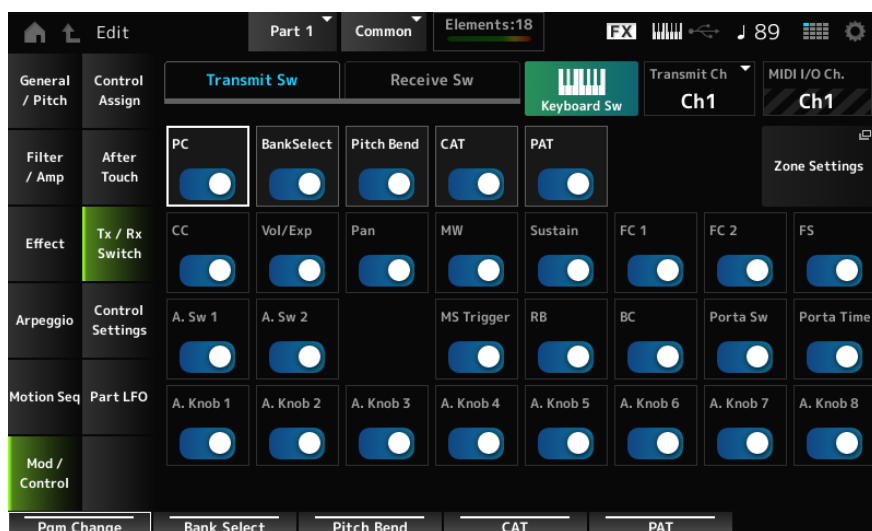 Edit
Part 1
Common
Elements:18
FX
♩ 89
General / Pitch
Control Assign
Transmit Sw
Receive Sw
Keyboard Sw
Transmit Ch
Ch1
MIDI I/O Ch.
Ch1
Filter / Amp
After Touch
PC
BankSelect
Pitch Bend
CAT
PAT
Zone Settings
Effect
Tx / Rx Switch
CC
Vol/Exp
Pan
MW
Sustain
FC 1
FC 2
FS
Arpeggio
Control Settings
A. Sw 1
A. Sw 2
MS Trigger
RB
BC
Porta Sw
Porta Time
Motion Seq
Part LFO
A. Knob 1
A. Knob 2
A. Knob 3
A. Knob 4
A. Knob 5
A. Knob 6
A. Knob 7
A. Knob 8
Mod / Control
Pgm Change
Bank Select
Pitch Bend
CAT
PAT